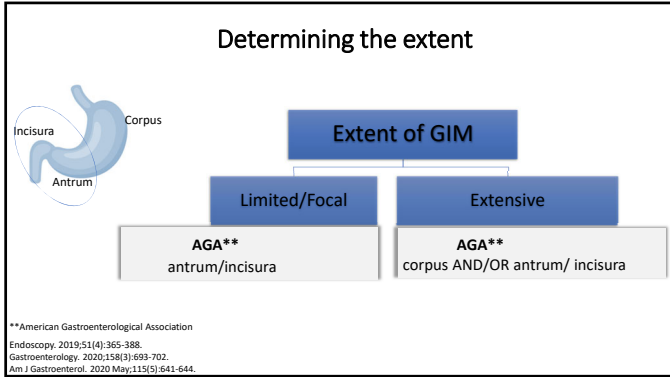 Determining the extent
Incisura
Corpus
Antrum
Extent of GIM
Limited/Focal
Extensive
AGA**
antrum/incisura
AGA**
corpus AND/OR antrum/ incisura
**American Gastroenterological Association
Endoscopy. 2019;51(4):365-388.
Gastroenterology. 2020;158(3):693-702.
Am J Gastroenterol. 2020 May;115(5):641-644.